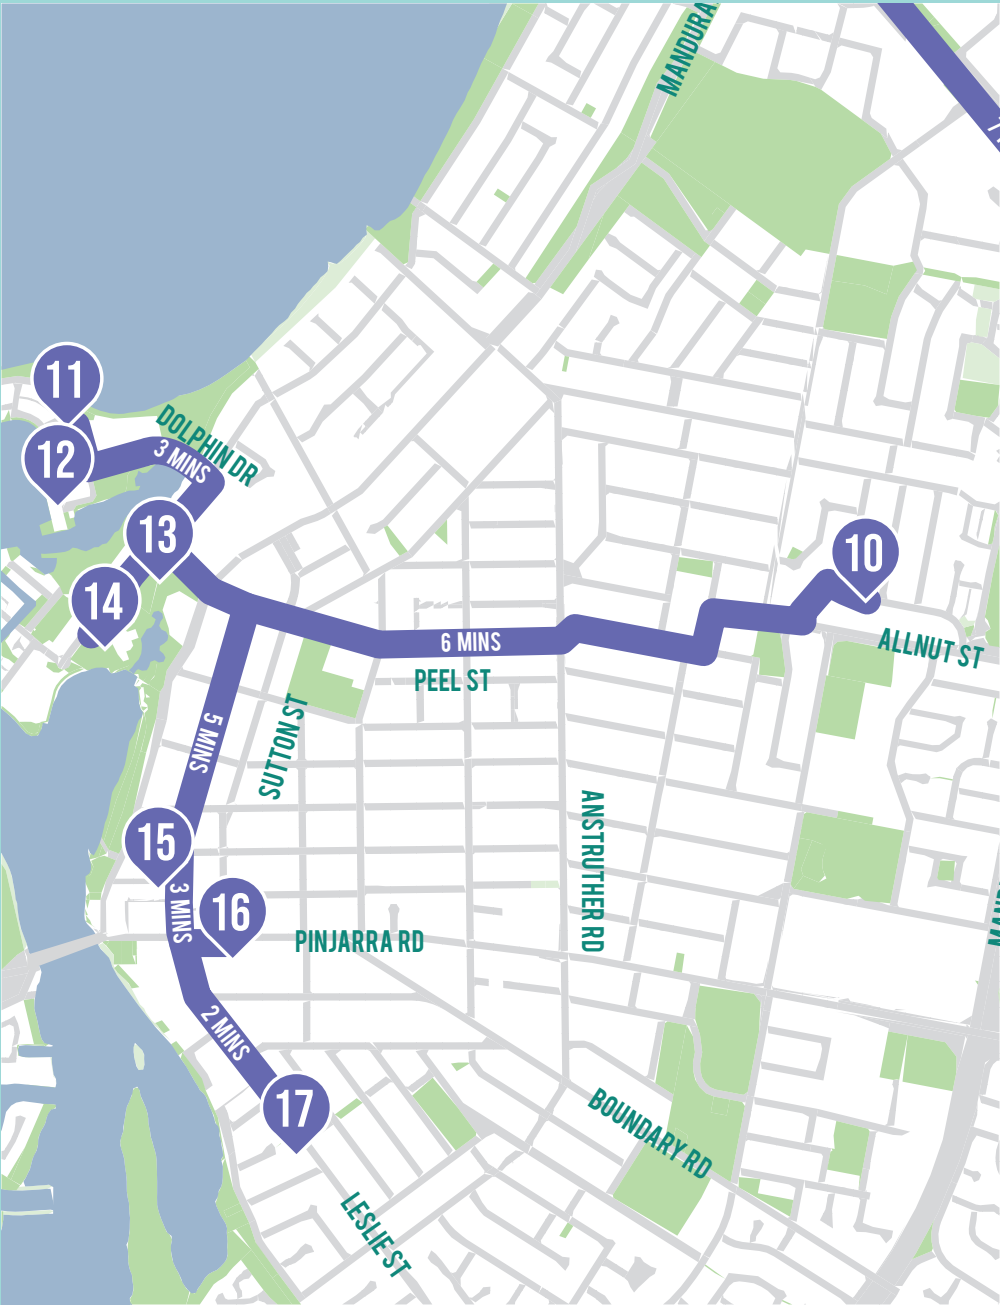 MANDURA
11
DOLPHIN DR
12
3 MINS
13
10
14
6 MINS
ALLNUT ST
PEEL ST
5 MINS
SUTTON ST
15
ANSTRUTHER RD
3 MINS
16
PINJARRA RD
2 MINS
17
BOUNDARY RD
LESLIE ST